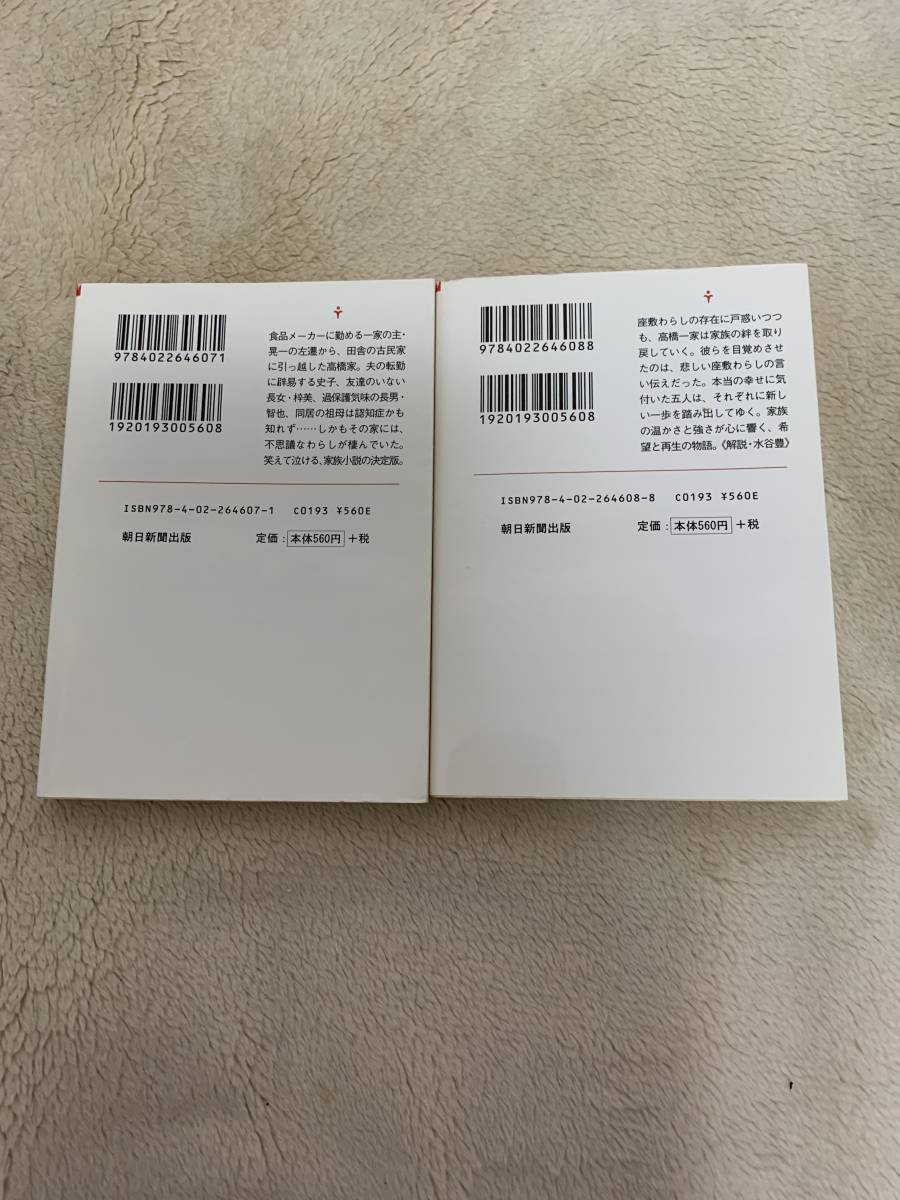 9784022646071
1920193005608
食品メーカーに勤める一家の主・
晃一の左遷から、田舎の古民家
に引っ越した高橋家。夫の転勤
に辟易する史子、友達のいない
長女・梓美、過保護気味の長男・
智也、同居の祖母は認知症かも
知れず……しかもその家には、
不思議なわらしが棲んでいた。
笑えて泣ける、家族小説の決定版。
ISBN978-4-02-264607-1 C0193 ¥560E
朝日新聞出版 定価：本体560円+税
9784022646088
1920193005608
座敷わらしの存在に戸惑いつつ
も、高橋一家は家族の絆を取り
戻していく。彼らを目覚めさせ
たのは、悲しい座敷わらしの言
い伝えだった。本当の幸せに気
付いた五人は、それぞれに新し
い一歩を踏み出してゆく。家族
の温かさと強さが心に響く、希
望と再生の物語。《解説・水谷豊》
ISBN978-4-02-264608-8 C0193 ¥560E
朝日新聞出版 定価：本体560円+税